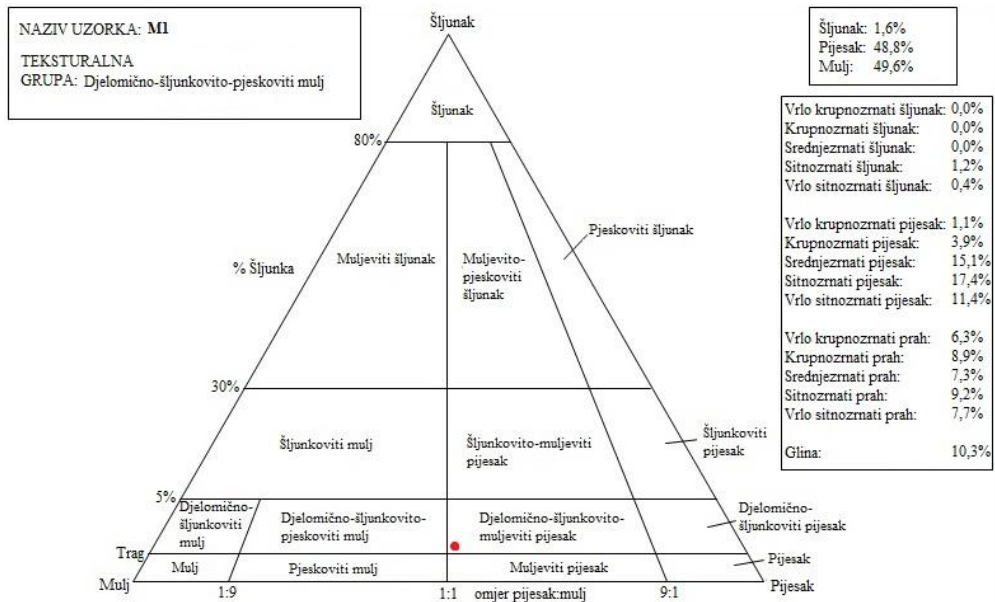 NAZIV UZORKA: M1
TEKSTURALNA
GRUPA: Djelomično-šljunkovito-pjeskoviti mulj
Šljunak
Šljunak: 1,6%
Pijesak: 48,8%
Mulj: 49,6%
Vrlo krupnozrnati šljunak: 0,0%
Krupnozrnati šljunak: 0,0%
Srednjezrnati šljunak: 0,0%
Sitnozrnati šljunak: 1,2%
Vrlo sitnozrnati šljunak: 0,4%
Vrlo krupnozrnati pijesak: 1,1%
Krupnozrnati pijesak: 3,9%
Srednjezrnati pijesak: 15,1%
Sitnozrnati pijesak: 17,4%
Vrlo sitnozrnati pijesak: 11,4%
Vrlo krupnozrnati prah: 6,3%
Krupnozrnati prah: 8,9%
Srednjezrnati prah: 7,3%
Sitnozrnati prah: 9,2%
Vrlo sitnozrnati prah: 7,7%
Glina: 10,3%
Šljunak
80%
Pjeskoviti šljunak
% Šljunka
Muljeviti šljunak
Muljevito-
pjeskoviti
šljunak
30%
Šljunkoviti mulj
Šljunkovito-muljeviti
pijesak
Šljunkoviti
pijesak
5%
Djelomično-
šljunkoviti
mulj
Djelomično-šljunkovito-
pjeskoviti mulj
Djelomično-šljunkovito-
muljeviti pijesak
Djelomično-
šljunkoviti pijesak
Trag
Mulj
Pjeskoviti mulj
Muljeviti pijesak
Pijesak
Mulj
1:9
1:1
omjer pijesak:mulj
9:1
Pijesak